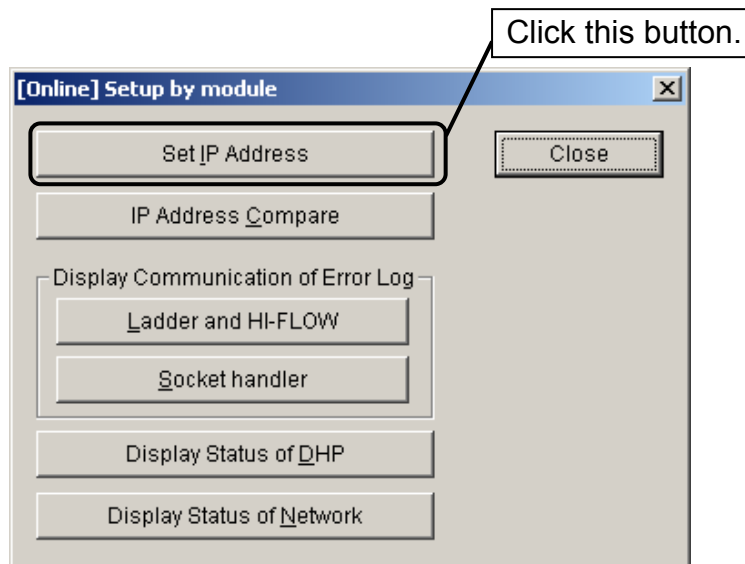 Click this button.
[Online] Setup by module
Set IP Address
Close
IP Address Compare
Display Communication of Error Log
Ladder and HI-FLOW
Socket handler
Display Status of DHP
Display Status of Network